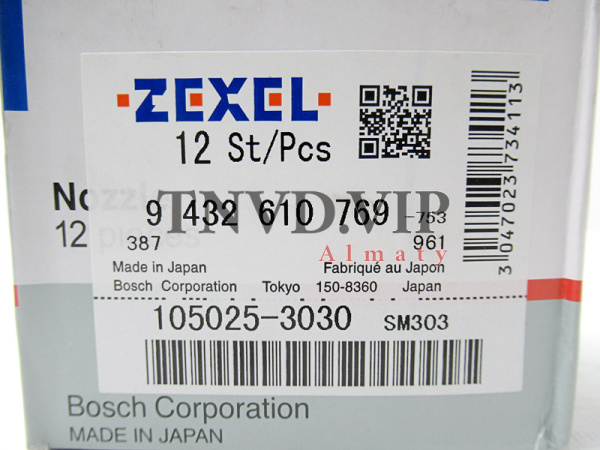 ZEXEL
12 St/Pcs
TNVD.VIP
9 432 610 769 -753
12 pieces
387 961
Almaty
Made in Japan Fabriqué au Japon
Bosch Corporation Tokyo 150-8360 Japan
105025-3030 SM303
3 047023 734113
Bosch Corporation
MADE IN JAPAN